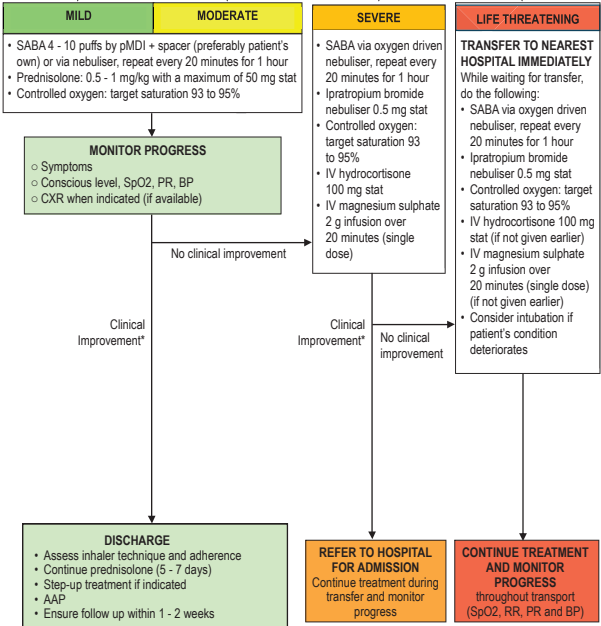 MILD
MODERATE
• SABA 4 - 10 puffs by pMDI + spacer (preferably patient's
own) or via nebuliser, repeat every 20 minutes for 1 hour
• Prednisolone: 0.5 - 1 mg/kg with a maximum of 50 mg stat
• Controlled oxygen: target saturation 93 to 95%
MONITOR PROGRESS
○ Symptoms
○ Conscious level, SpO2, PR, BP
○ CXR when indicated (if available)
No clinical improvement
Clinical
Improvement*
DISCHARGE
• Assess inhaler technique and adherence
• Continue prednisolone (5 - 7 days)
• Step-up treatment if indicated
• AAP
• Ensure follow up within 1 - 2 weeks
SEVERE
• SABA via oxygen driven
nebuliser, repeat every
20 minutes for 1 hour
• Ipratropium bromide
nebuliser 0.5 mg stat
• Controlled oxygen:
target saturation 93
to 95%
• IV hydrocortisone
100 mg stat
• IV magnesium sulphate
2 g infusion over
20 minutes (single
dose)
Clinical
Improvement*
No clinical
improvement
REFER TO HOSPITAL
FOR ADMISSION
Continue treatment during
transfer and monitor
progress
LIFE THREATENING
TRANSFER TO NEAREST
HOSPITAL IMMEDIATELY
While waiting for transfer,
do the following:
• SABA via oxygen driven
nebuliser, repeat every
20 minutes for 1 hour
• Ipratropium bromide
nebuliser 0.5 mg stat
• Controlled oxygen: target
saturation 93 to 95%
• IV hydrocortisone 100 mg
stat (if not given earlier)
• IV magnesium sulphate
2 g infusion over
20 minutes (single dose)
(if not given earlier)
• Consider intubation if
patient's condition
deteriorates
CONTINUE TREATMENT
AND MONITOR
PROGRESS
throughout transport
(SpO2, RR, PR and BP)